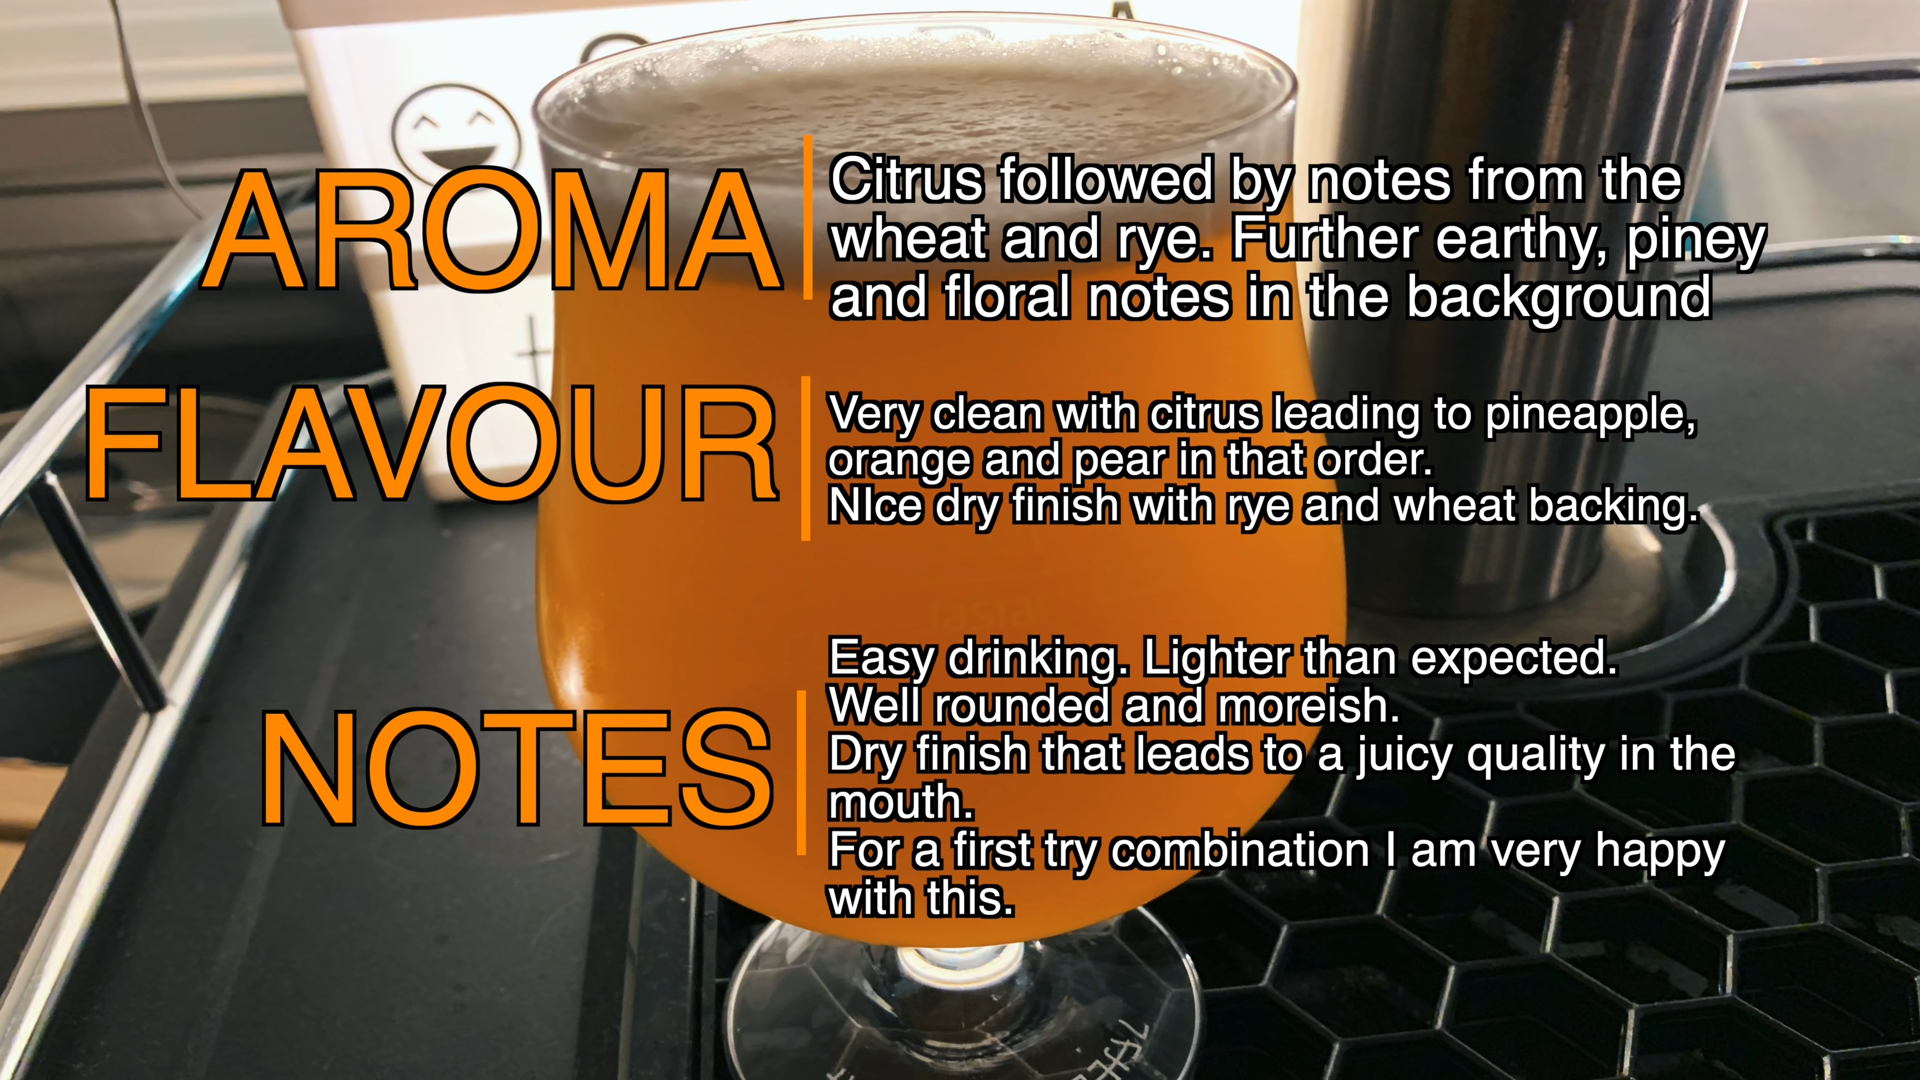 AROMA
Citrus followed by notes from the
wheat and rye. Further earthy, piney
and floral notes in the background
FLAVOUR
Very clean with citrus leading to pineapple,
orange and pear in that order.
NIce dry finish with rye and wheat backing.
NOTES
Easy drinking. Lighter than expected.
Well rounded and moreish.
Dry finish that leads to a juicy quality in the
mouth.
For a first try combination I am very happy
with this.